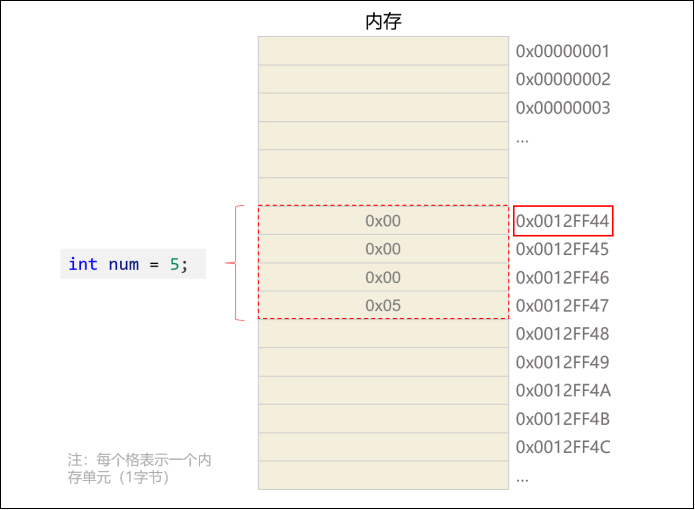 内存
0x00000001
0x00000002
0x00000003
...
0x00 0x0012FF44
0x00 0x0012FF45
int num = 5;
0x00 0x0012FF46
0x05 0x0012FF47
0x0012FF48
0x0012FF49
0x0012FF4A
0x0012FF4B
0x0012FF4C
注：每个格表示一个内
存单元（1字节）
...